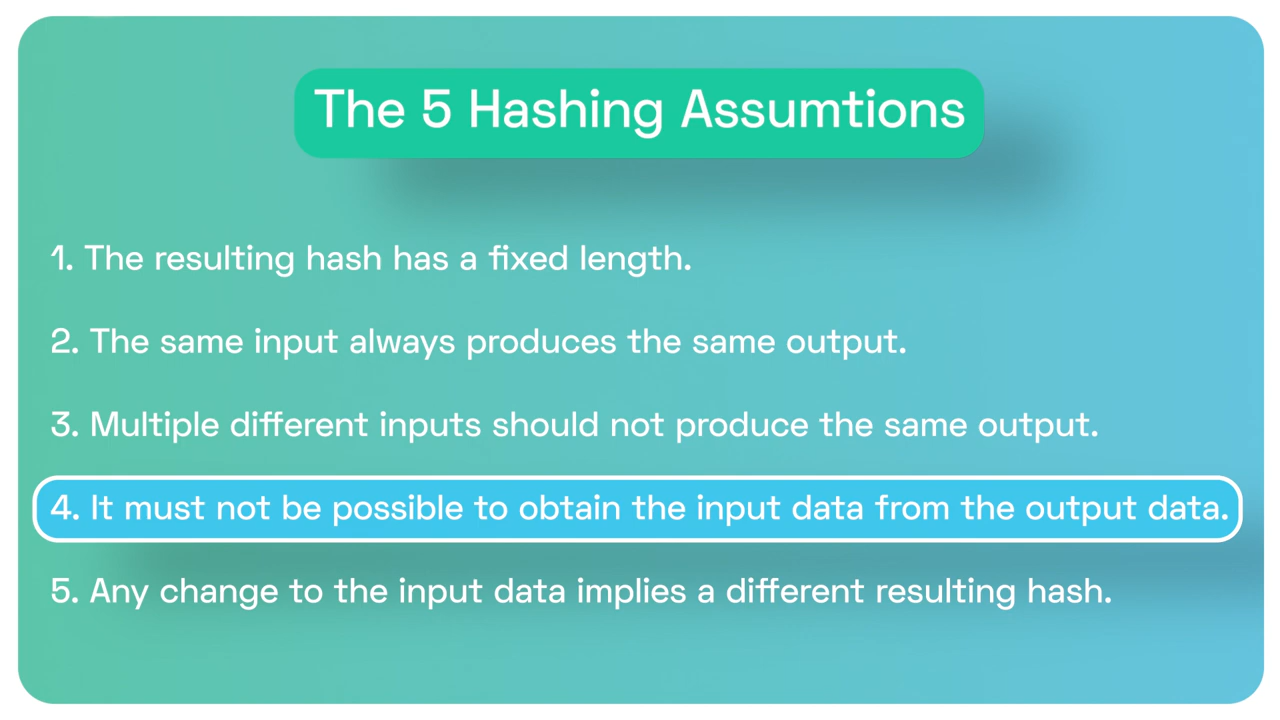 The 5 Hashing Assumtions
1. The resulting hash has a fixed length.
2. The same input always produces the same output.
3. Multiple different inputs should not produce the same output.
4. It must not be possible to obtain the input data from the output data.
5. Any change to the input data implies a different resulting hash.